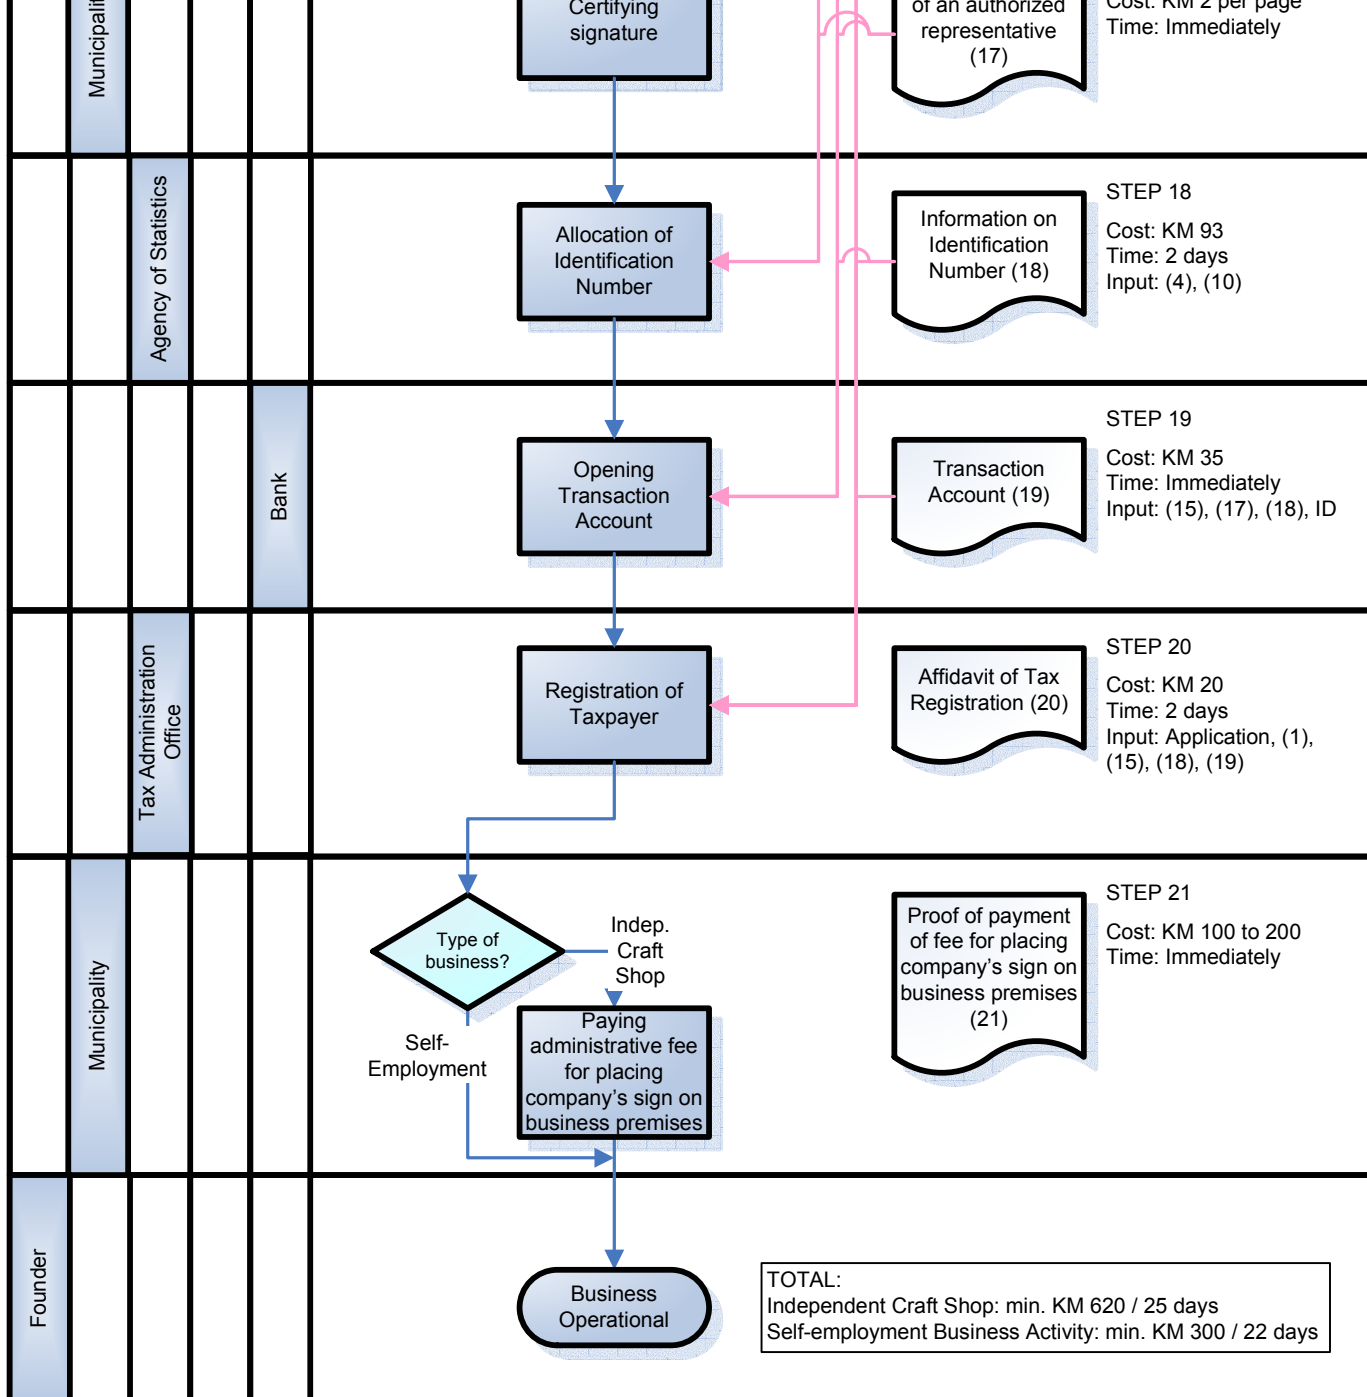 Municipali
Certifying
signature
of an authorized
representative
(17)
Cost: KM 2 per page
Time: Immediately
Agency of Statistics
Allocation of
Identification
Number
Information on
Identification
Number (18)
STEP 18
Cost: KM 93
Time: 2 days
Input: (4), (10)
Bank
Opening
Transaction
Account
Transaction
Account (19)
STEP 19
Cost: KM 35
Time: Immediately
Input: (15), (17), (18), ID
Tax Administration
Office
Registration of
Taxpayer
Affidavit of Tax
Registration (20)
STEP 20
Cost: KM 20
Time: 2 days
Input: Application, (1),
(15), (18), (19)
Municipality
Type of
business?
Indep.
Craft
Shop
Self-
Employment
Paying
administrative fee
for placing
company's sign on
business premises
Proof of payment
of fee for placing
company's sign on
business premises
(21)
STEP 21
Cost: KM 100 to 200
Time: Immediately
Founder
Business
Operational
TOTAL:
Independent Craft Shop: min. KM 620 / 25 days
Self-employment Business Activity: min. KM 300 / 22 days